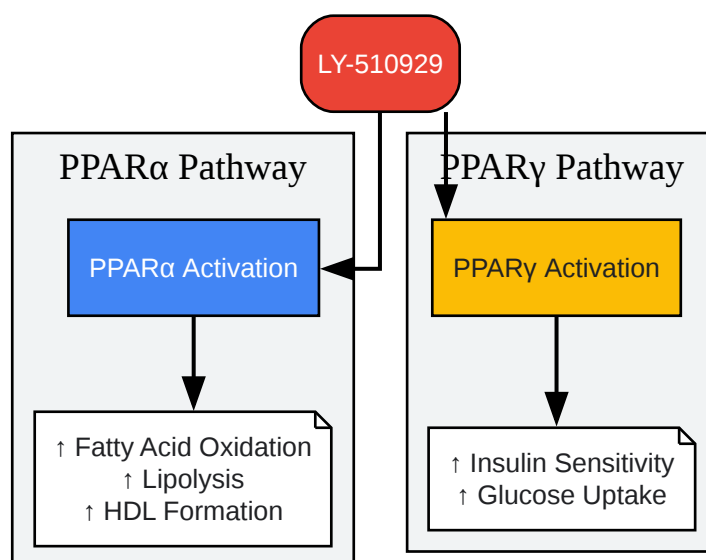 LY-510929
PPARα Pathway
PPARα Activation
↑ Fatty Acid Oxidation
↑ Lipolysis
↑ HDL Formation
PPARγ Pathway
PPARγ Activation
↑ Insulin Sensitivity
↑ Glucose Uptake